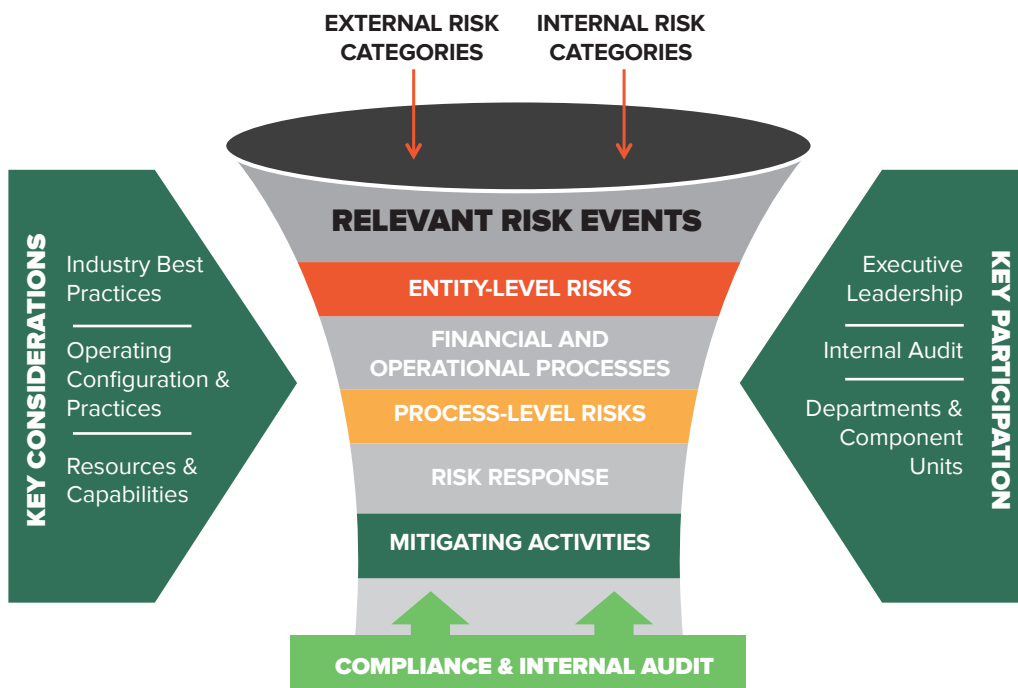 EXTERNAL RISK
CATEGORIES
INTERNAL RISK
CATEGORIES
KEY CONSIDERATIONS
Industry Best
Practices
Operating
Configuration &
Practices
Resources &
Capabilities
RELEVANT RISK EVENTS
ENTITY-LEVEL RISKS
FINANCIAL AND
OPERATIONAL PROCESSES
PROCESS-LEVEL RISKS
RISK RESPONSE
MITIGATING ACTIVITIES
COMPLIANCE & INTERNAL AUDIT
Executive
Leadership
Internal Audit
Departments &
Component
Units
KEY PARTICIPATION